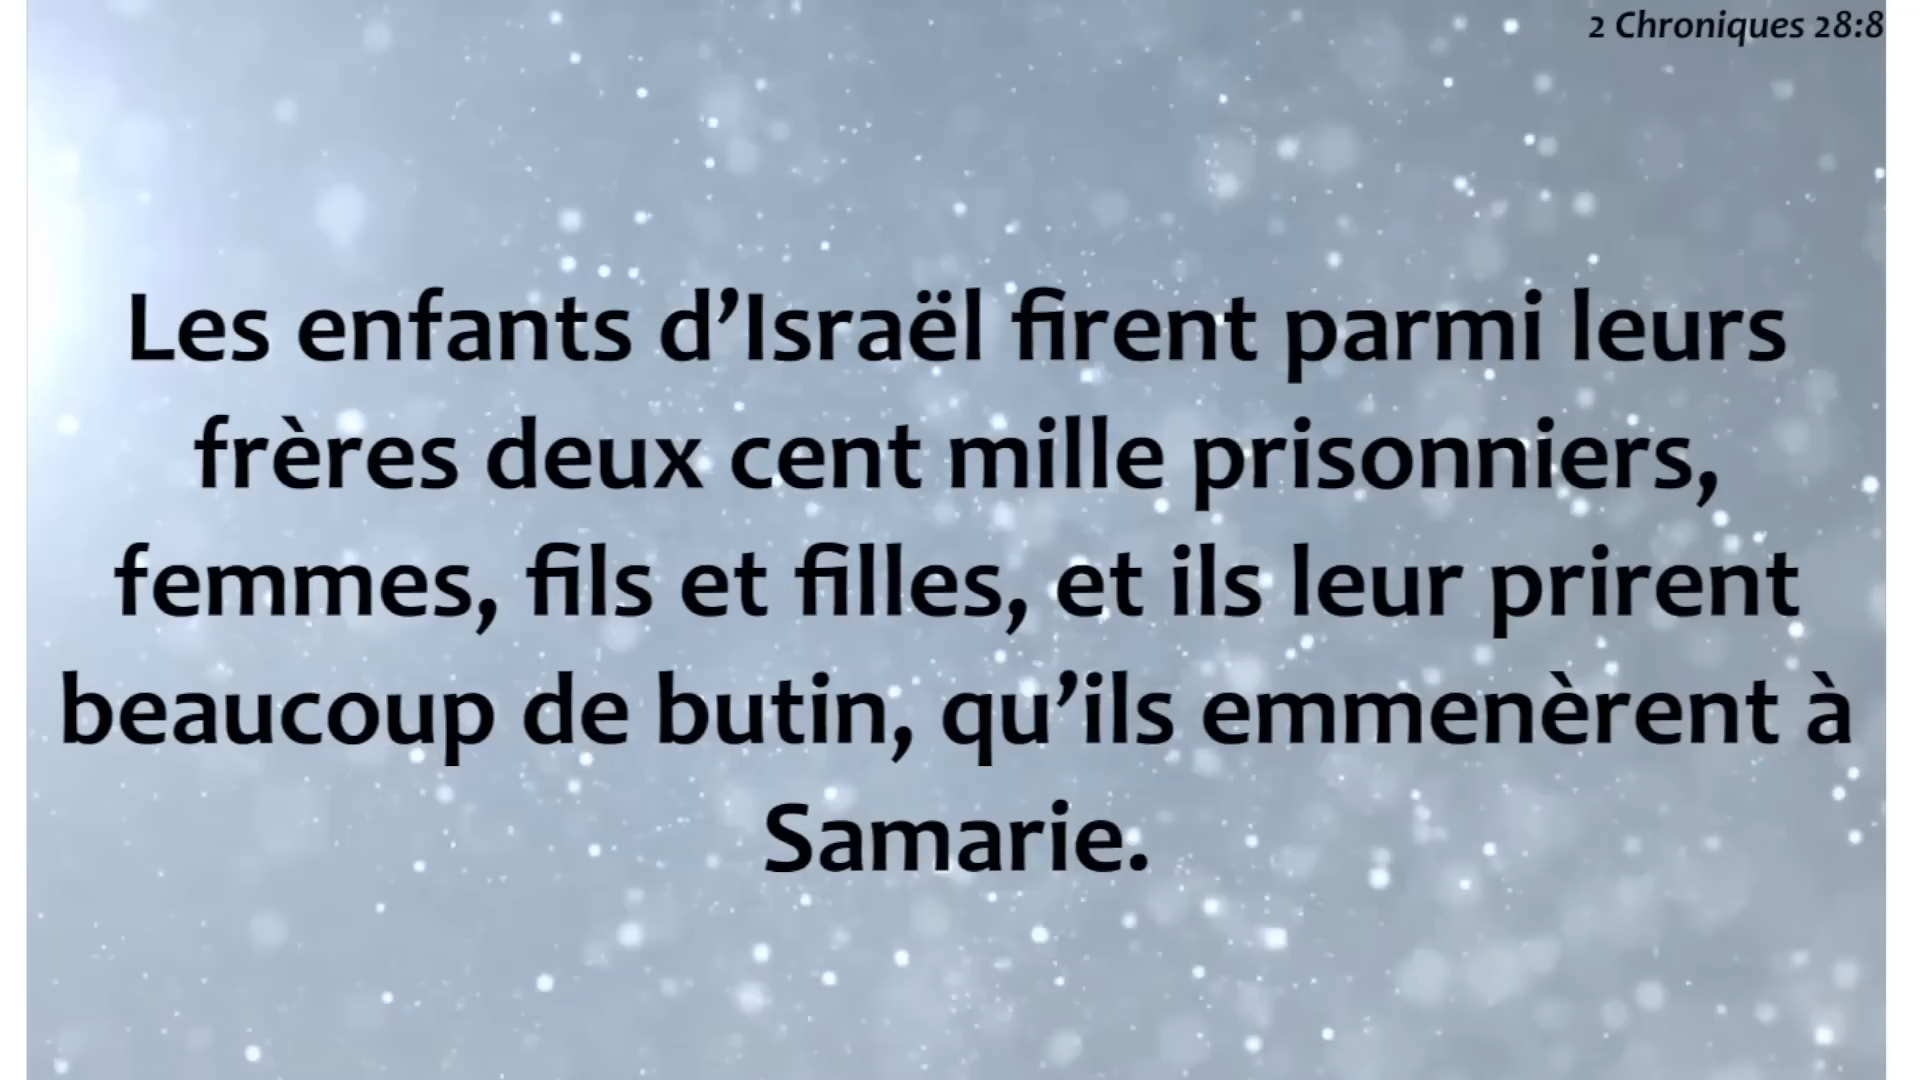 2 Chroniques 28:8
Les enfants d’Israël firent parmi leurs
frères deux cent mille prisonniers,
femmes, fils et filles, et ils leur prirent
beaucoup de butin, qu’ils emmenèrent à
Samarie.